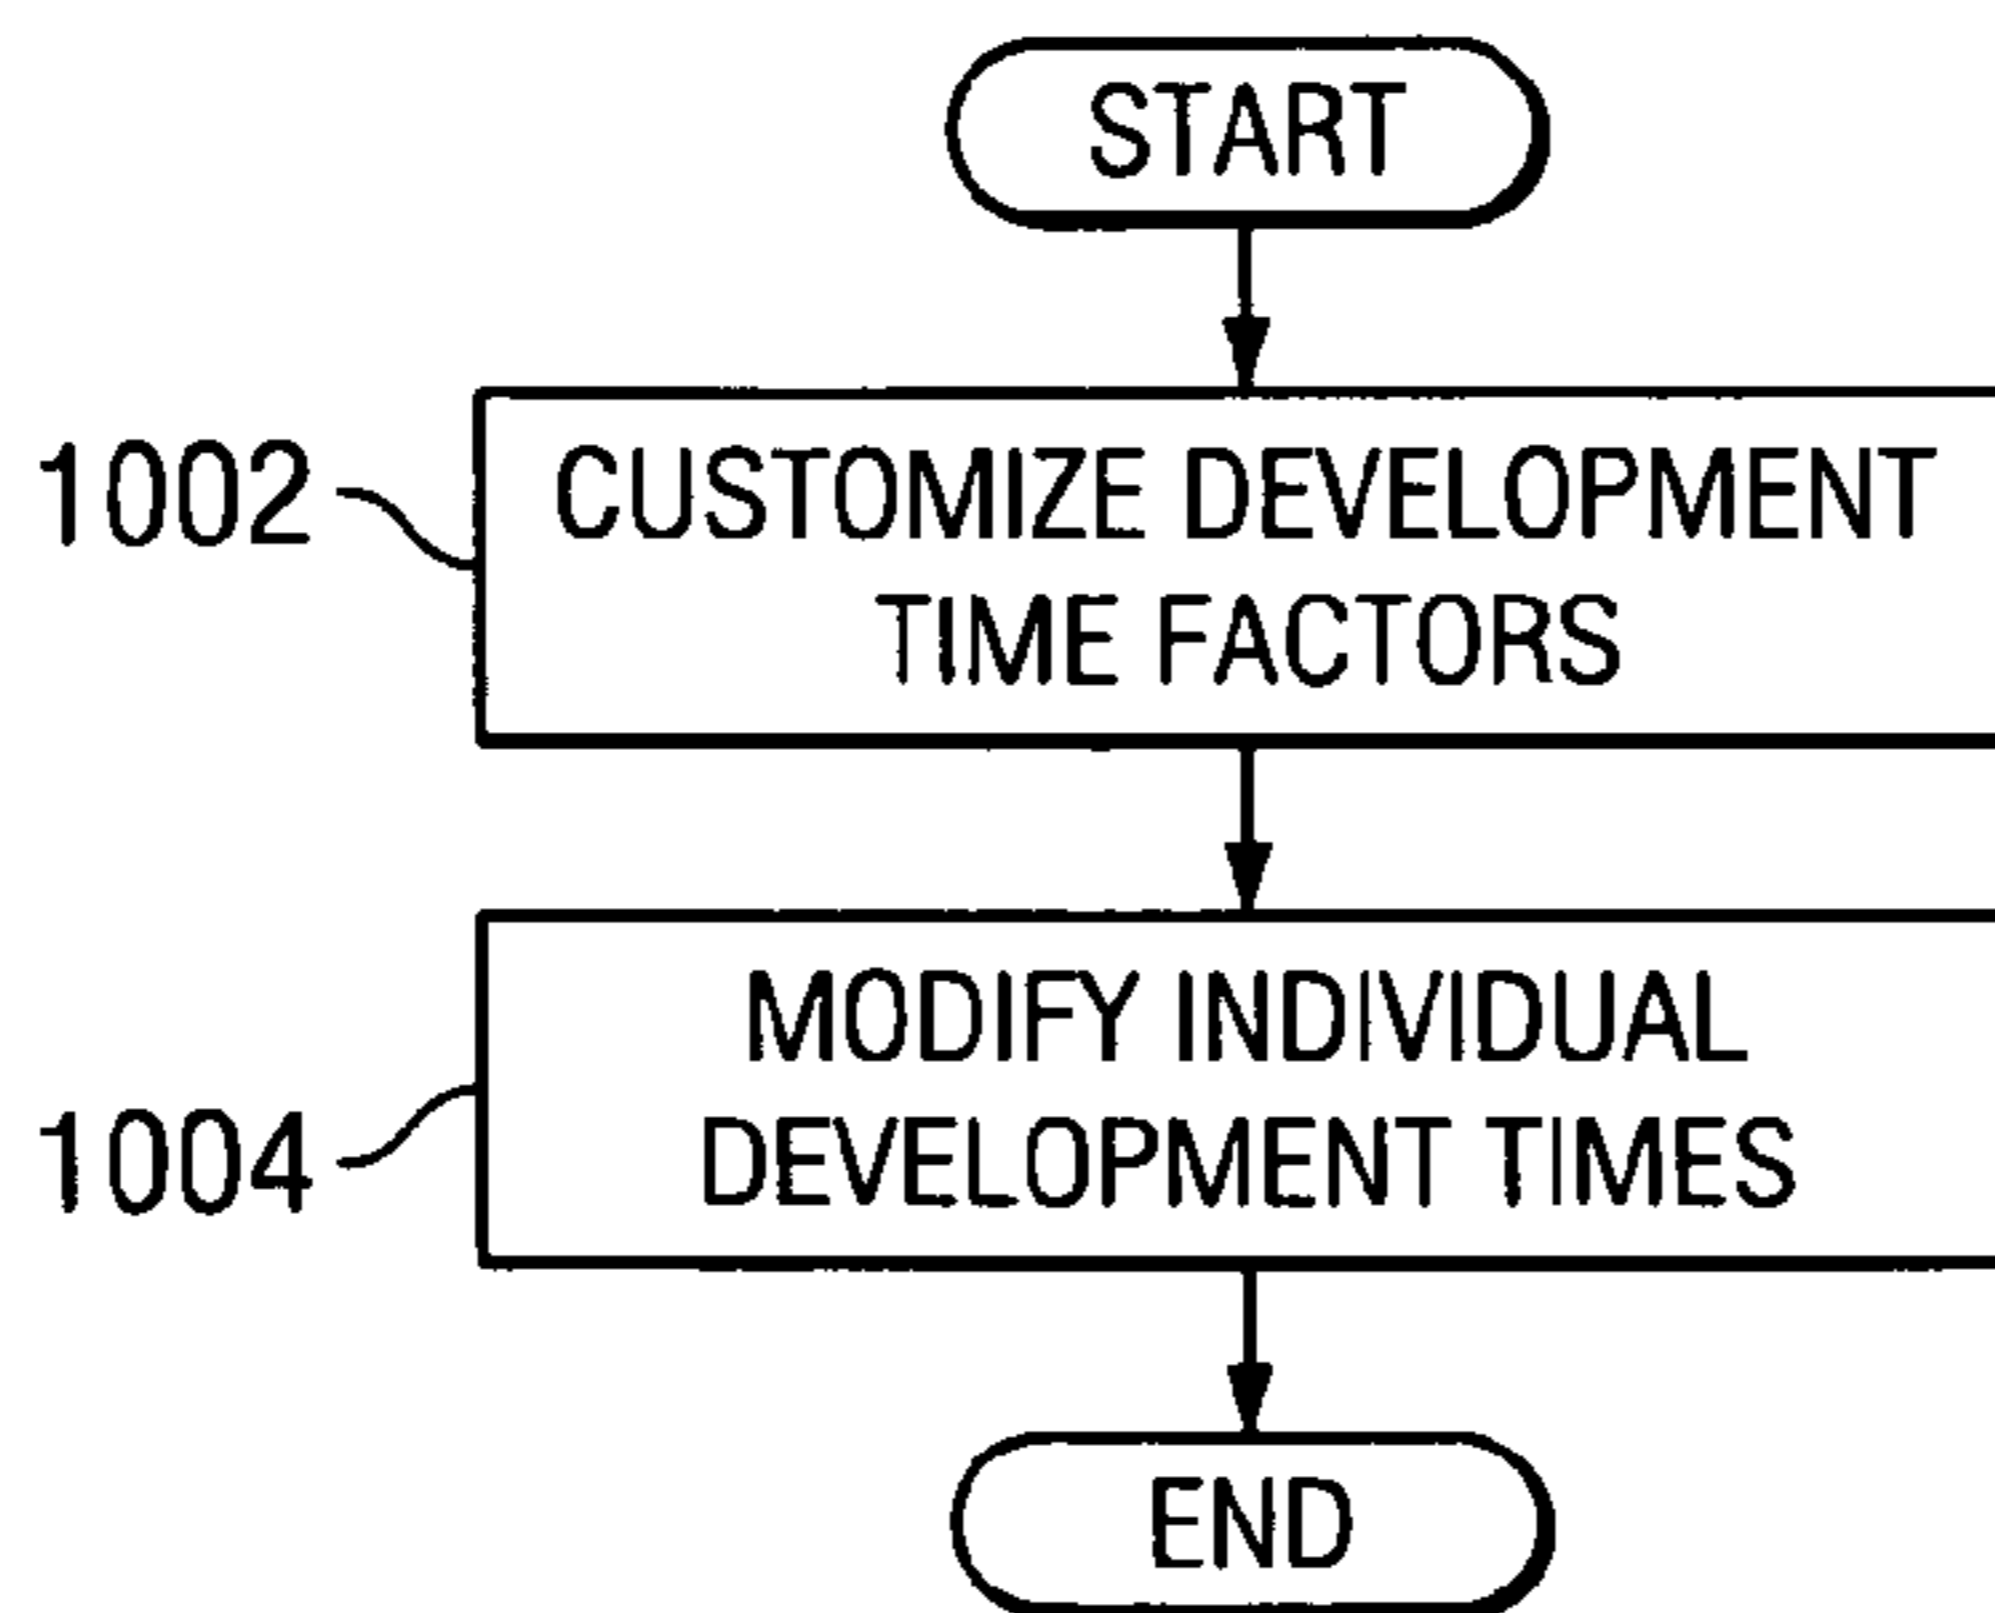 START
1002
CUSTOMIZE DEVELOPMENT
TIME FACTORS
MODIFY INDIVIDUAL
1004
DEVELOPMENT TIMES
END